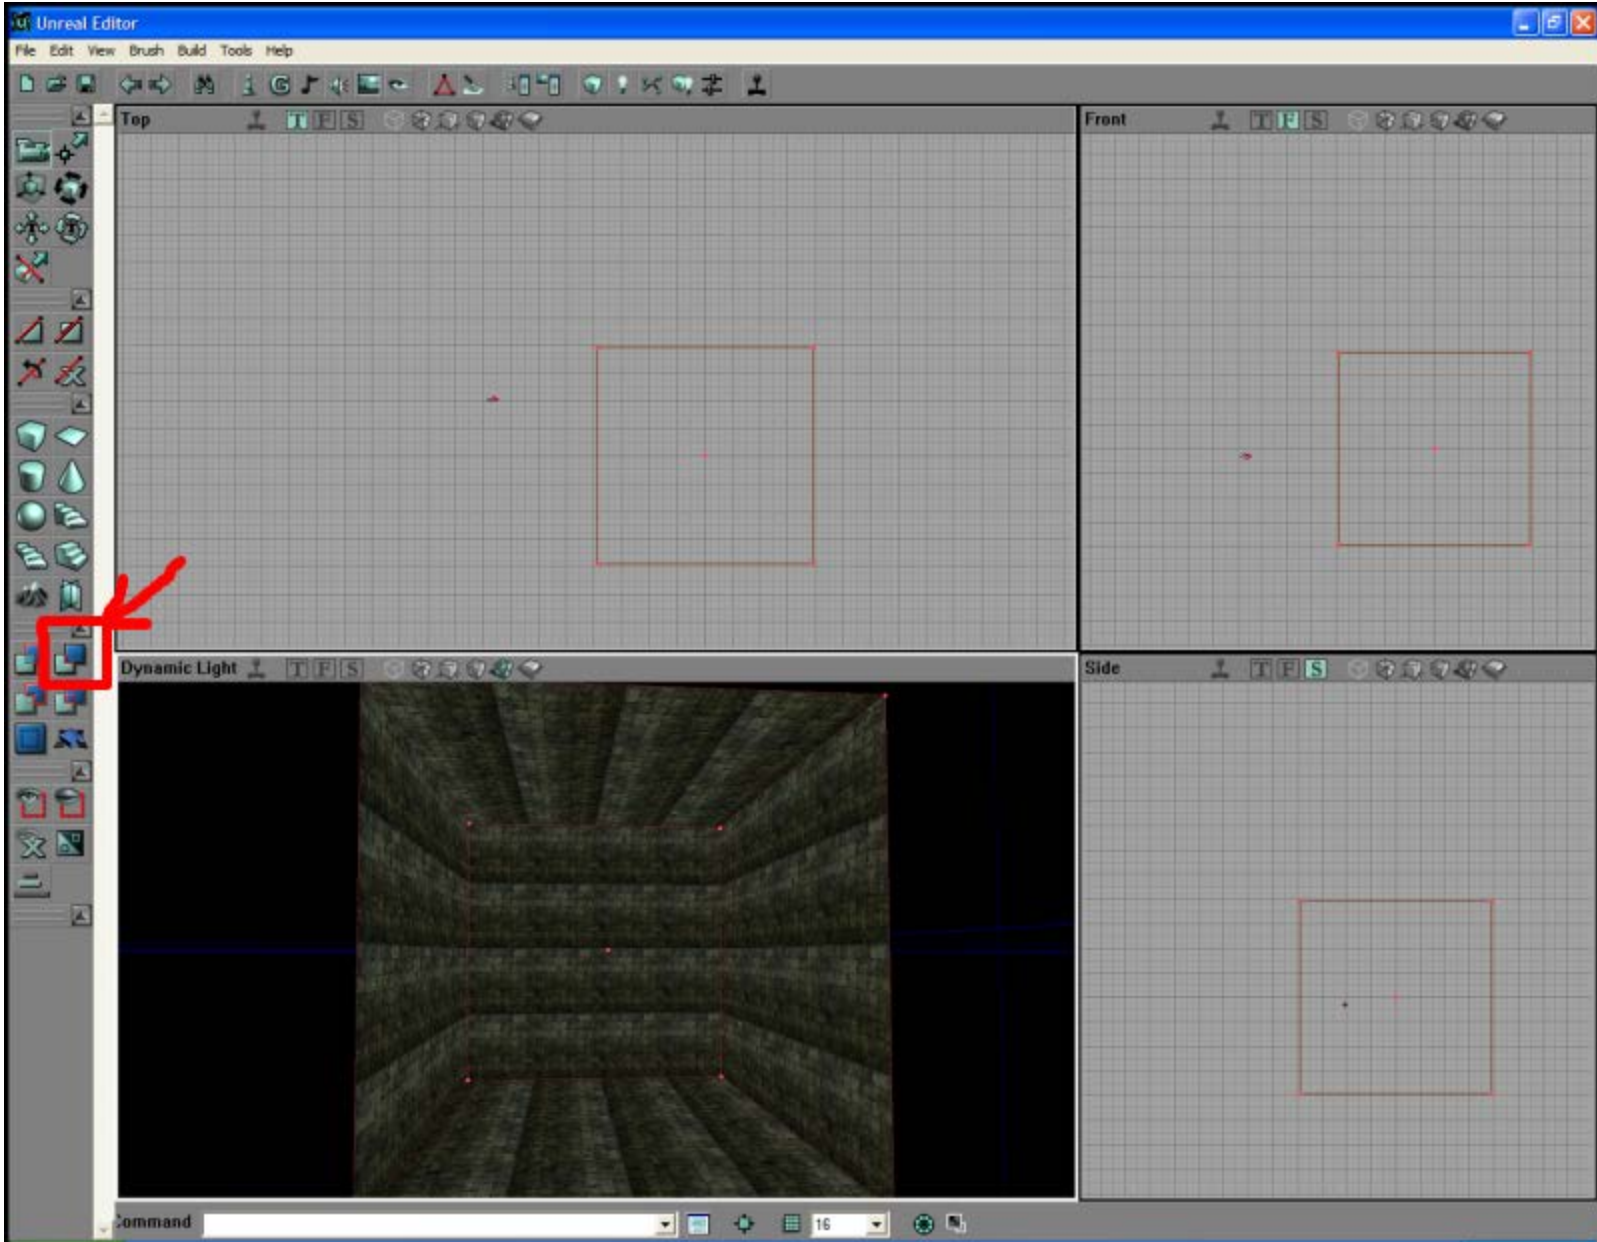 Unreal Editor
File Edit View Brush Build Tools Help
Top T F S
Front T F S
Dynamic Light T F S
Side T F S
Command 16